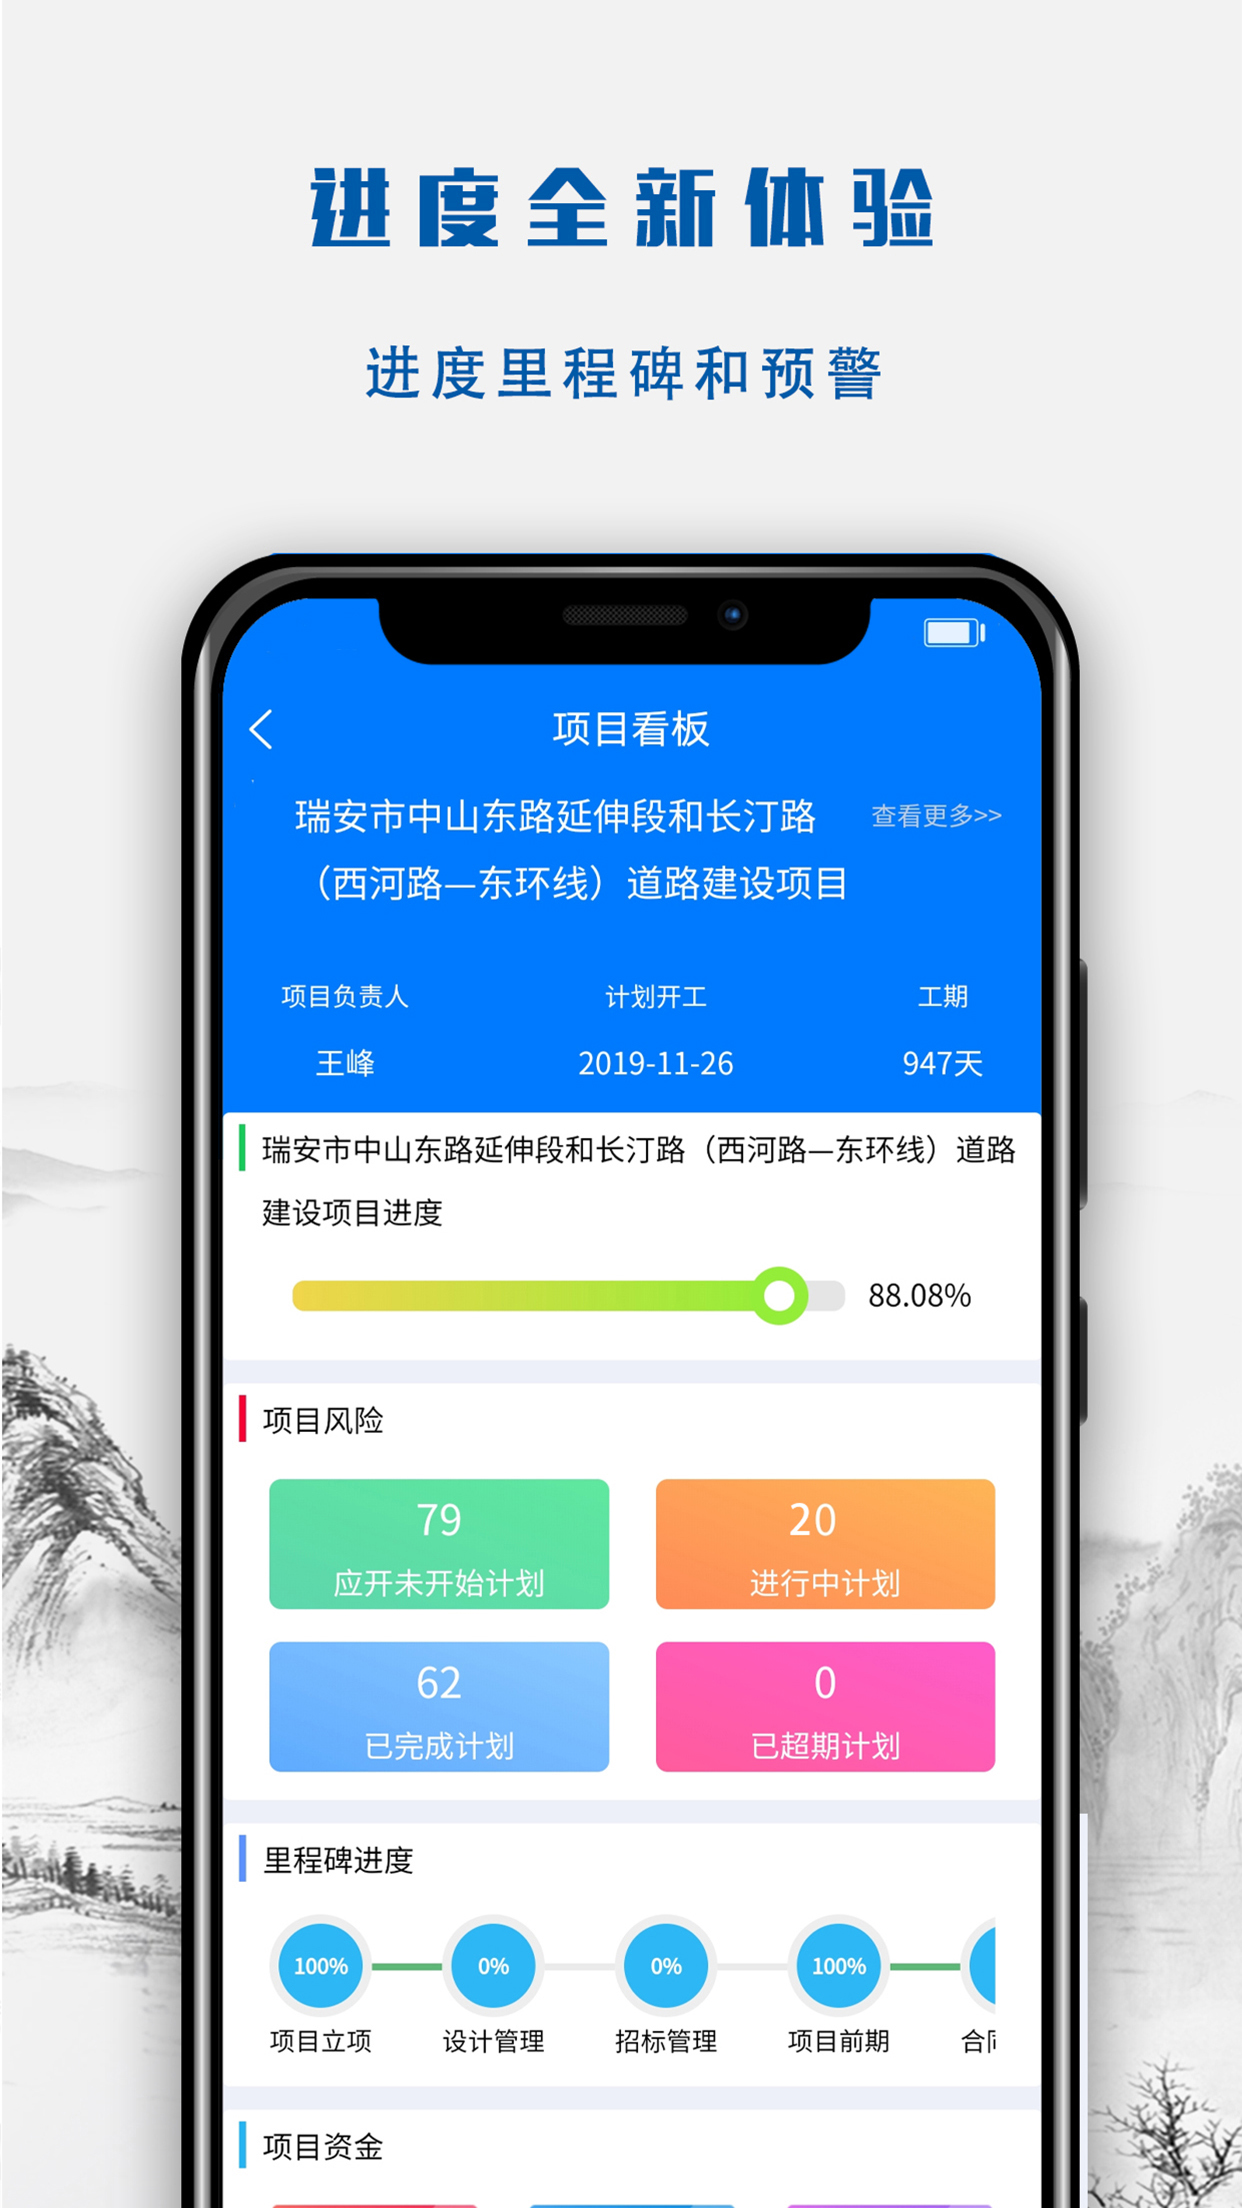 进度全新体验
进度里程碑和预警
项目看板
瑞安市中山东路延伸段和长汀路
查看更多>>
（西河路—东环线）道路建设项目
项目负责人 计划开工 工期
王峰 2019-11-26 947天
瑞安市中山东路延伸段和长汀路（西河路—东环线）道路
建设项目进度
88.08%
项目风险
79 20
应开未开始计划 进行中计划
62 0
已完成计划 已超期计划
里程碑进度
100% 0% 0% 100%
项目立项 设计管理 招标管理 项目前期 合
项目资金